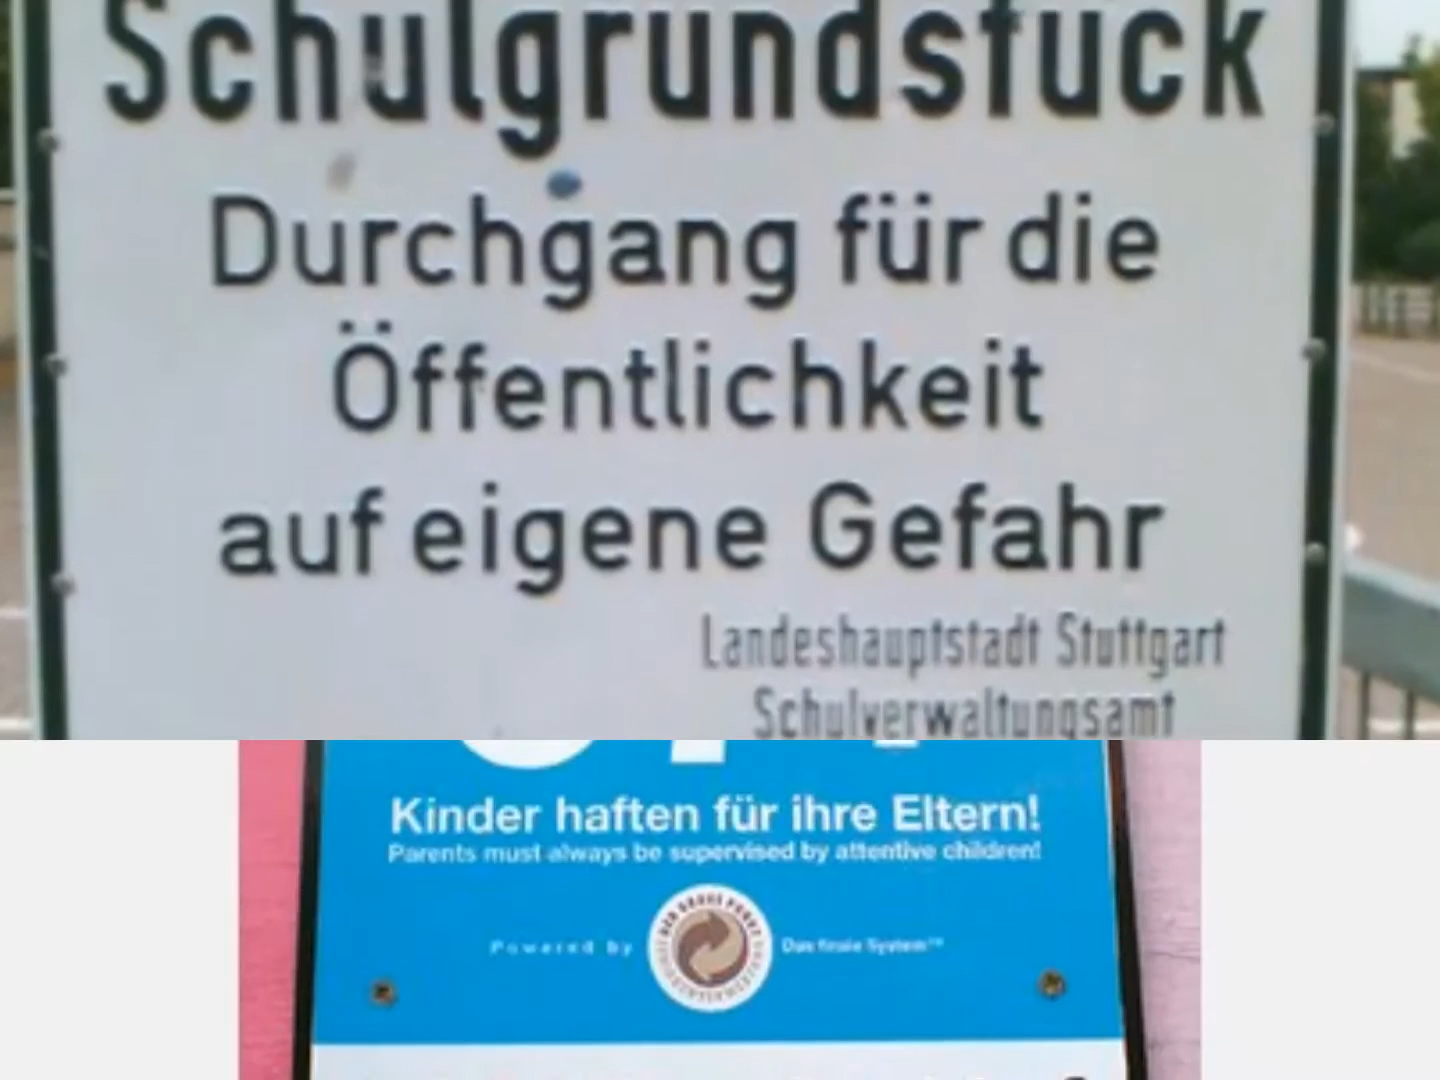 Schulgrundstück
Durchgang für die
Öffentlichkeit
auf eigene Gefahr
Landeshauptstadt Stuttgart
Schulverwaltungsamt
Kinder haften für ihre Eltern!
Parents must always be supervised by attentive children!
Powered by